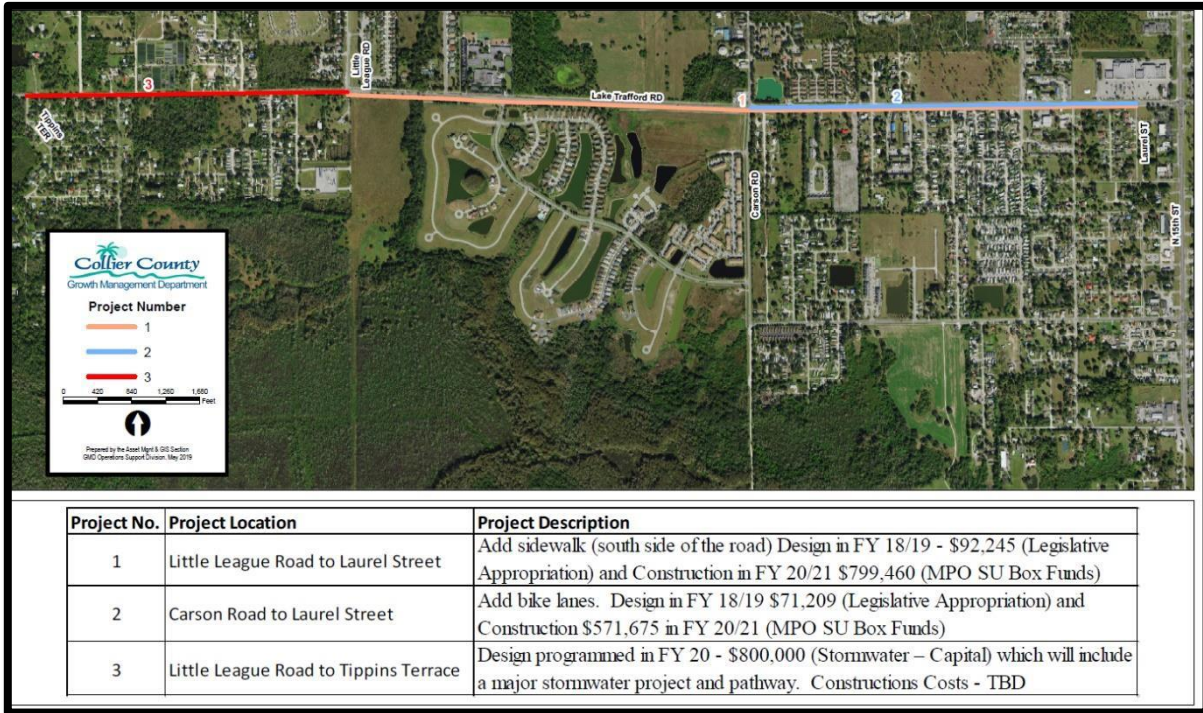 Little
League RD
3
Lake Trafford RD
1
2
Tippins
TER
Carson RD
Laurel ST
N 15th ST
Collier County
Growth Management Department
Project Number
1
2
3
0 420 840 1,260 1,680
Feet
Prepared by the Asset Mgnt & GIS Section
GMD Operations Support Division. May 2019
Project No. Project Location Project Description
1 Little League Road to Laurel Street Add sidewalk (south side of the road) Design in FY 18/19 - $92,245 (Legislative
Appropriation) and Construction in FY 20/21 $799,460 (MPO SU Box Funds)
2 Carson Road to Laurel Street Add bike lanes.  Design in FY 18/19 $71,209 (Legislative Appropriation) and
Construction $571,675 in FY 20/21 (MPO SU Box Funds)
3 Little League Road to Tippins Terrace Design programmed in FY 20 - $800,000 (Stormwater – Capital) which will include
a major stormwater project and pathway.  Constructions Costs - TBD